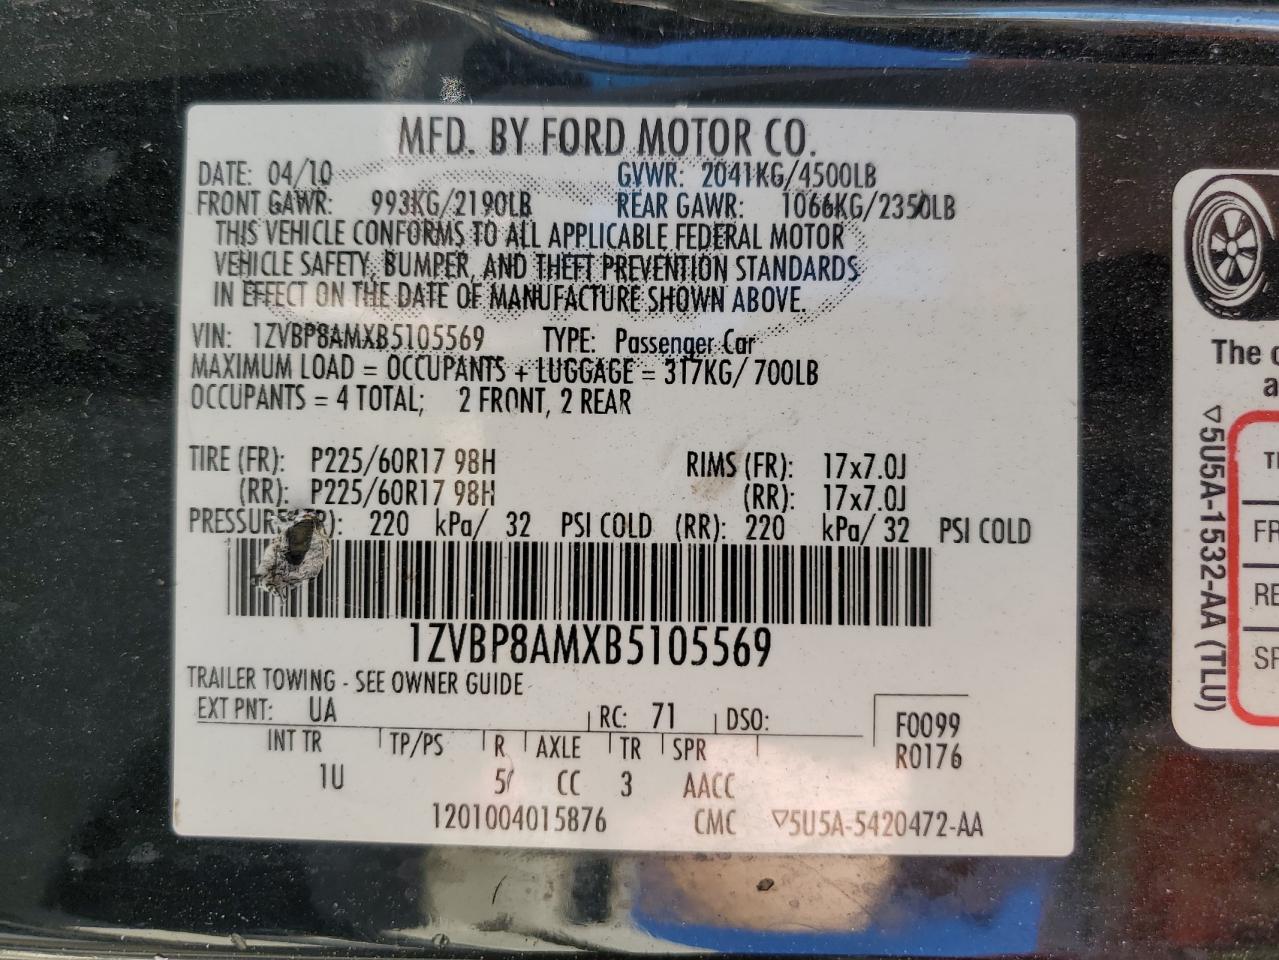 MFD. BY FORD MOTOR CO.
DATE: 04/10 GVWR: 2041KG/4500LB
FRONT GAWR: 993KG/2190LB REAR GAWR: 1066KG/2350LB
THIS VEHICLE CONFORMS TO ALL APPLICABLE FEDERAL MOTOR
VEHICLE SAFETY, BUMPER, AND THEFT PREVENTION STANDARDS
IN EFFECT ON THE DATE OF MANUFACTURE SHOWN ABOVE.
VIN: 1ZVBP8AMXB5105569 TYPE: Passenger Car
MAXIMUM LOAD = OCCUPANTS + LUGGAGE = 317KG/ 700LB
OCCUPANTS = 4 TOTAL; 2 FRONT, 2 REAR
TIRE (FR): P225/60R17 98H RIMS (FR): 17x7.0J
(RR): P225/60R17 98H (RR): 17x7.0J
PRESSURE 220 kPa/ 32 PSI COLD (RR): 220 kPa/ 32 PSI COLD
1ZVBP8AMXB5105569
TRAILER TOWING - SEE OWNER GUIDE
EXT PNT: UA RC: 71 DSO: F0099
INT TR TP/PS R AXLE TR SPR R0176
1U 5 CC 3 AACC
1201004015876 CMC ▽5U5A-5420472-AA
The
▽5U5A-1532-AA (TLU)